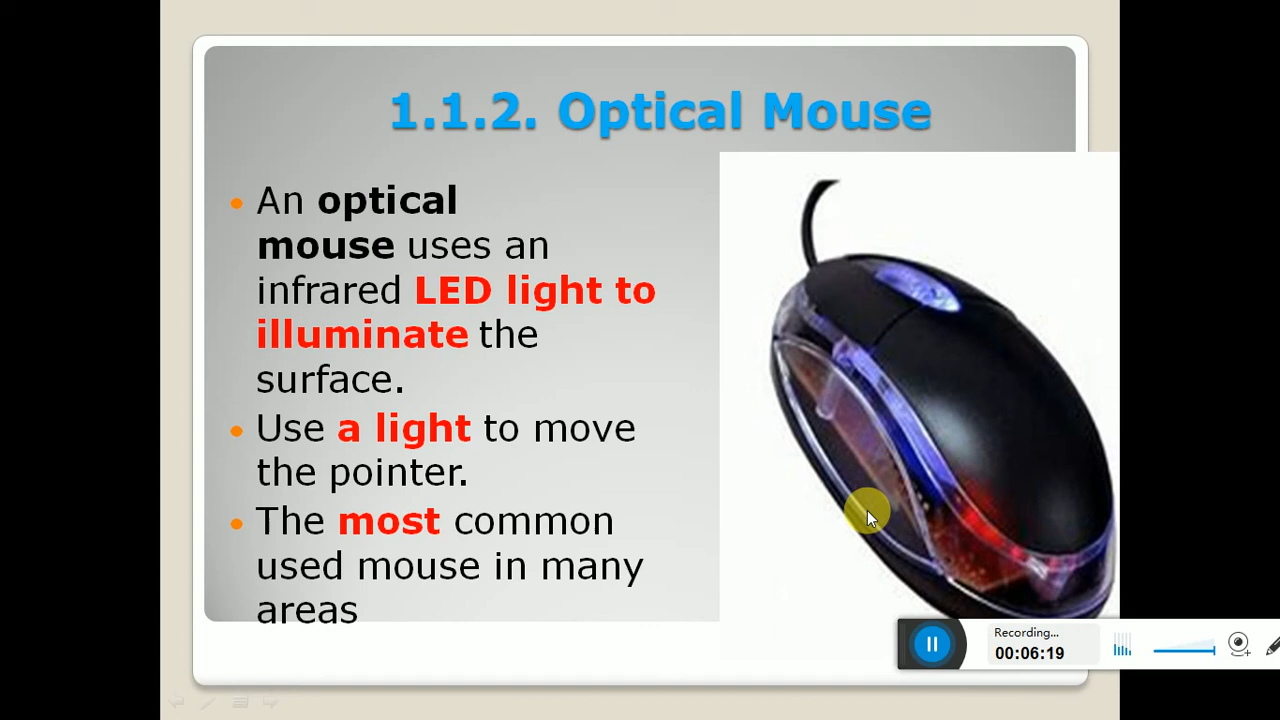 1.1.2. Optical Mouse
An optical
mouse uses an
infrared LED light to
illuminate the
surface.
Use a light to move
the pointer.
The most common
used mouse in many
areas
Recording...
00:06:19